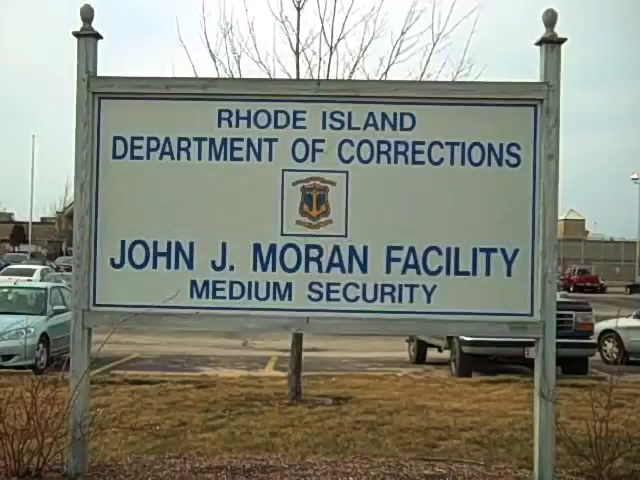 RHODE ISLAND
DEPARTMENT OF CORRECTIONS
JOHN J. MORAN FACILITY
MEDIUM SECURITY